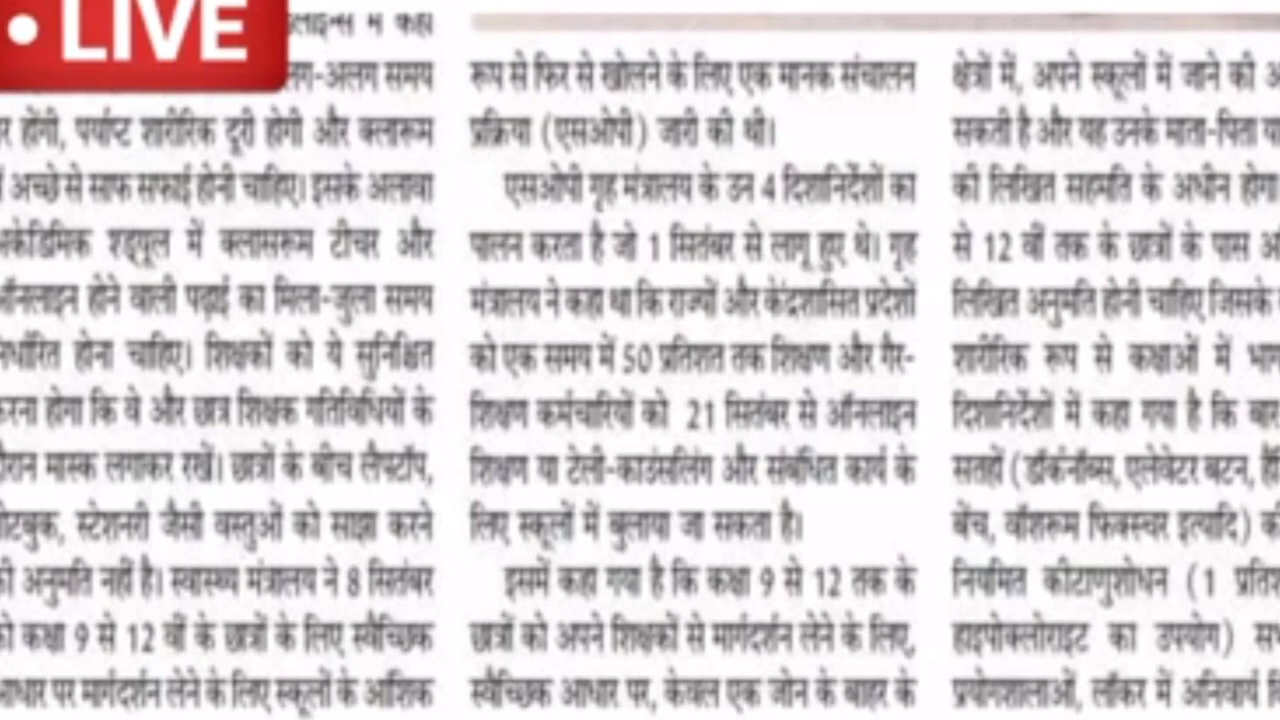 LIVE
लग-अलग समय
होंगी, पर्याप्ट शारीरिक दूरी होगी और क्लारूम
अच्छे से साफ सफाई होनी चाहिए। इसके अलावा
में क्लासरूम टीचर और
ऑनलाइन होने वाली पढ़ाई का मिला-जुला समय
निर्धारित होना चाहिए। शिक्षकों को ये सुनिश्चित
करना होगा कि वे और छात्र शिक्षक गतिविधियों के
दौरान मास्क लगाकर रखें। छात्रों के बीच लैपटॉप,
नोटबुक, स्टेशनरी जैसी वस्तुओं को साझा करने
की अनुमति नहीं है। स्वास्थ्य मंत्रालय ने 8 सितंबर
को कक्षा 9 से 12 वीं के छात्रों के लिए स्वैच्छिक
आधार पर मार्गदर्शन लेने के लिए स्कूलों के आंशिक
रूप से फिर से खोलने के लिए एक मानक संचालन
प्रक्रिया (एसओपी) जारी की थी।
एसओपी गृह मंत्रालय के उन 4 दिशानिर्देशों का
पालन करता है जो 1 सितंबर से लागू हुए थे। गृह
मंत्रालय ने कहा था कि राज्यों और केंद्रशासित प्रदेशों
को एक समय में 50 प्रतिशत तक शिक्षण और गैर-
शिक्षण कर्मचारियों को 21 सितंबर से ऑनलाइन
शिक्षण या टेली-काउंसलिंग और संबंधित कार्य के
लिए स्कूलों में बुलाया जा सकता है।
इसमें कहा गया है कि कक्षा 9 से 12 तक के
छात्रों को अपने शिक्षकों से मार्गदर्शन लेने के लिए,
स्वैच्छिक आधार पर, केवल एक जोन के बाहर के
क्षेत्रों में, अपने स्कूलों में जाने की
सकती है और यह उनके माता-पिता या
की लिखित सहमति के अधीन होगा
से 12 वीं तक के छात्रों के पास
लिखित अनुमति होनी चाहिए जिसके
शारीरिक रूप से कक्षाओं में भाग
दिशानिर्देशों में कहा गया है कि
सतहों (डॉर्कनॉब्स, एलेवेटर बटन,
बेंच, वॉशरूम फिक्स्चर इत्यादि)
नियमित कीटाणुशोधन (1
हाइपोक्लोराइट का उपयोग)
प्रयोगशालाओं, लॉकर में अनिवार्य